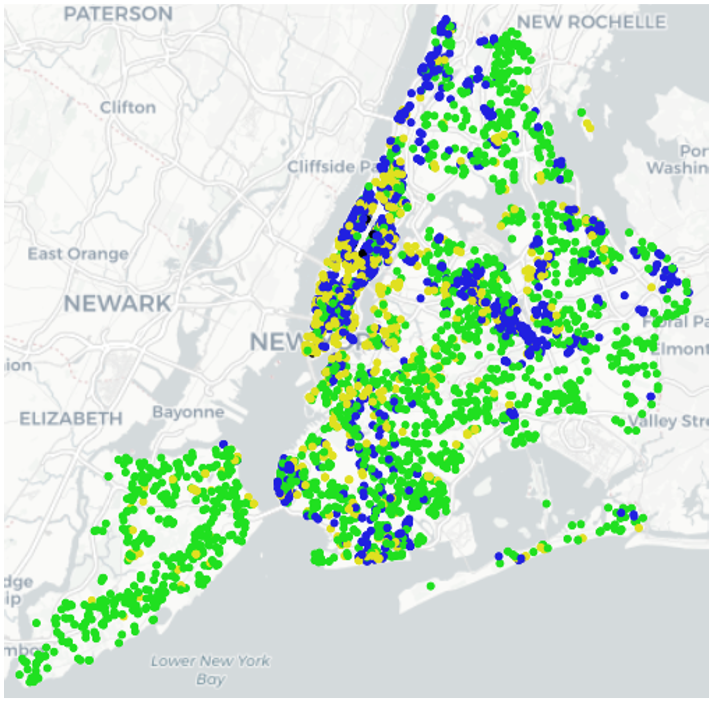 PATERSON
NEW ROCHELLE
Clifton
Cliffside Pa
Por
Washin
East Orange
NEWARK
NEW
Floral Pa
Elmont
ion
ELIZABETH
Bayonne
Valley Stre
dge
ip
mbo
Lower New York
Bay